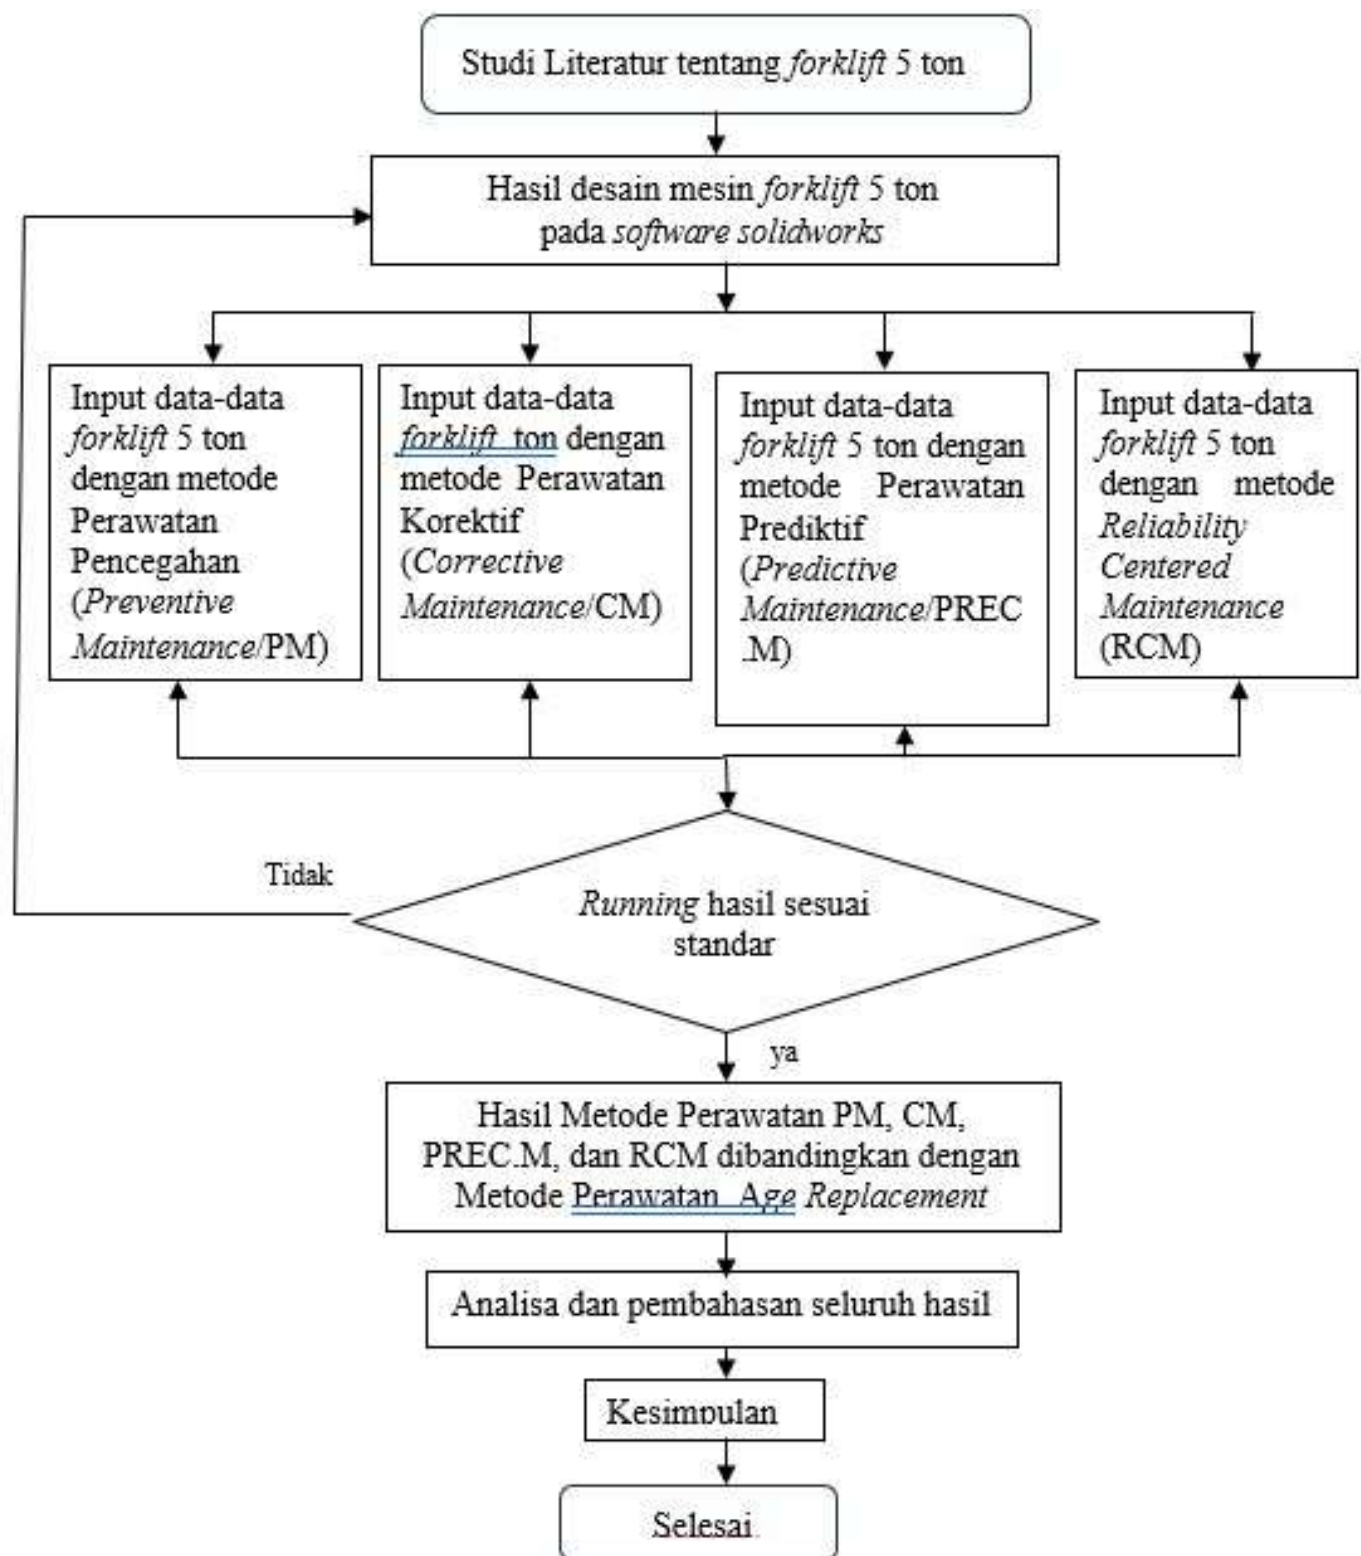 Studi Literatur tentang forklift 5 ton
Hasil desain mesin forklift 5 ton
pada software solidworks
Input data-data
forklift 5 ton
dengan metode
Perawatan
Pencegahan
(Preventive
Maintenance/PM)
Input data-data
forklift ton dengan
metode Perawatan
Korektif
(Corrective
Maintenance/CM)
Input data-data
forklift 5 ton dengan
metode Perawatan
Prediktif
(Predictive
Maintenance/PREC
.M)
Input data-data
forklift 5 ton
dengan metode
Reliability
Centered
Maintenance
(RCM)
Tidak
Running hasil sesuai
standar
ya
Hasil Metode Perawatan PM, CM,
PREC.M, dan RCM dibandingkan dengan
Metode Perawatan Age Replacement
Analisa dan pembahasan seluruh hasil
Kesimpulan
Selesai